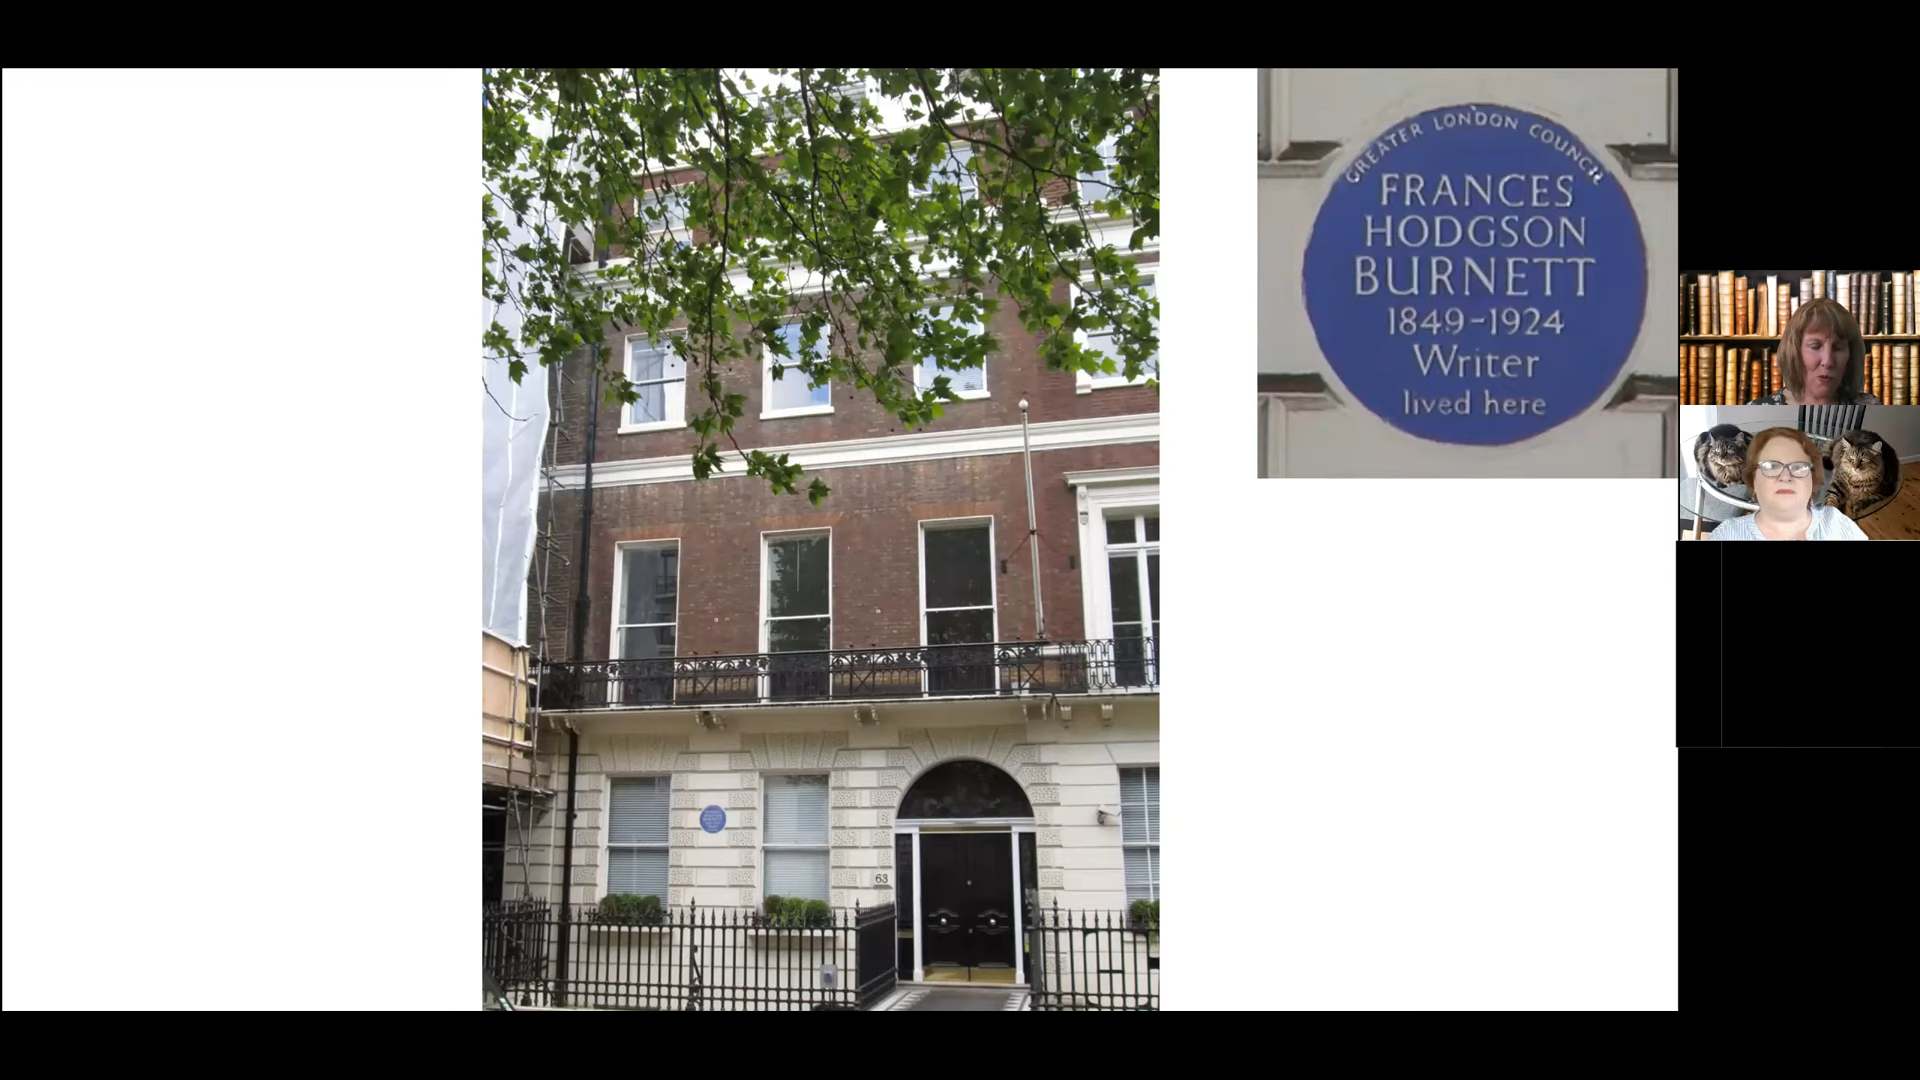 GREATER LONDON COUNCIL
FRANCES
HODGSON
BURNETT
1849-1924
Writer
lived here
63